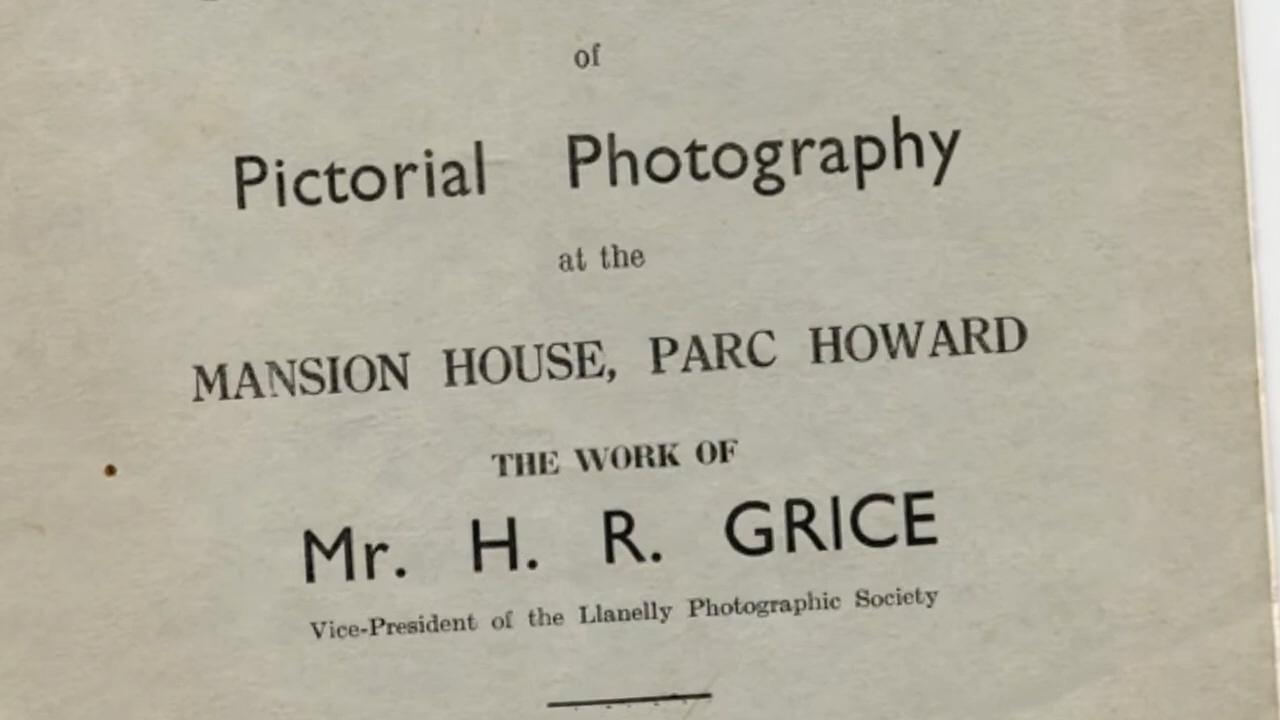 of
Pictorial Photography
at the
MANSION HOUSE, PARC HOWARD
THE WORK OF
Mr. H. R. GRICE
Vice-President of the Llanelly Photographic Society